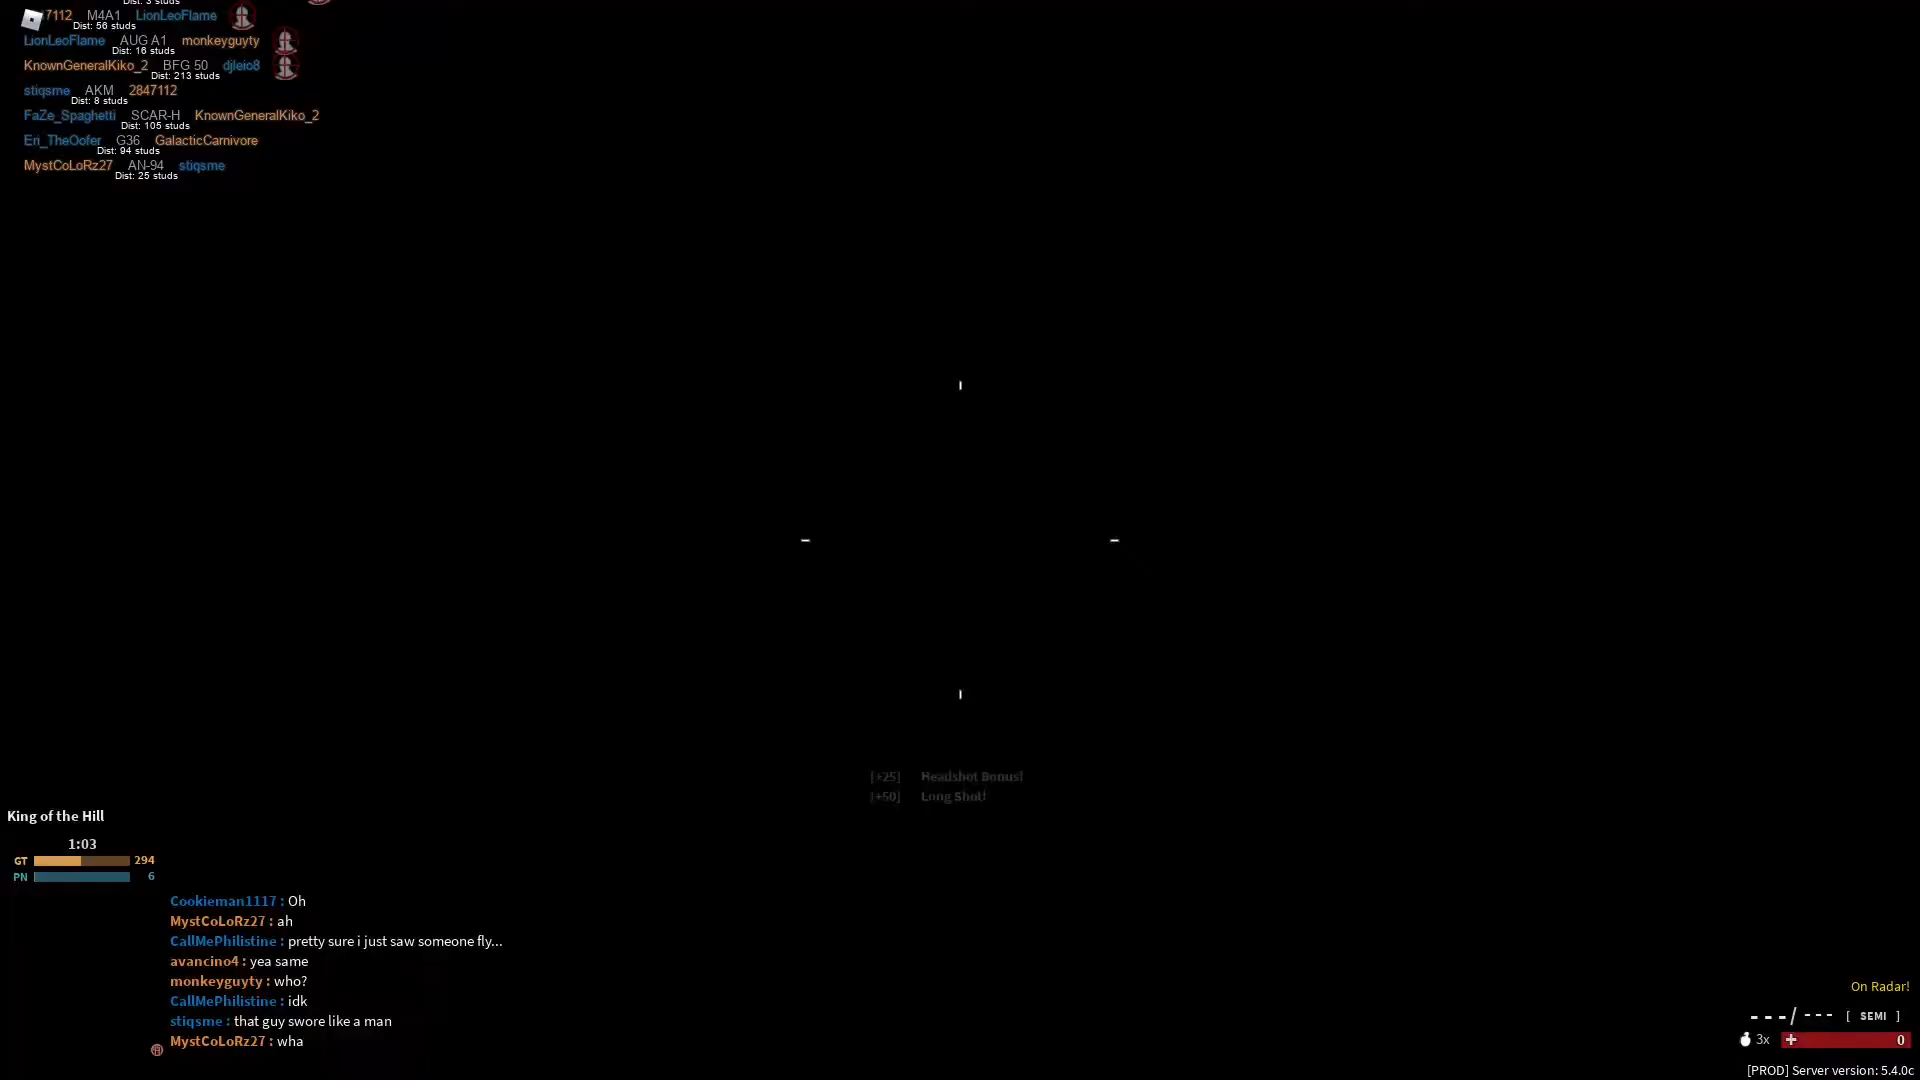 Dist: 3 studs
7112 M4A1 LionLeoFlame
Dist: 56 studs
LionLeoFlame AUG A1 monkeyguyty
Dist: 16 studs
KnownGeneralKiko_2 BFG 50 djleio8
Dist: 213 studs
stiqsme AKM 2847112
Dist: 8 studs
FaZe_Spaghetti SCAR-H KnownGeneralKiko_2
Dist: 105 studs
Eri_TheOofer G36 GalacticCarnivore
Dist: 94 studs
MystCoLoRz27 AN-94 stiqsme
Dist: 25 studs
[+25] Headshot Bonus!
[+50] Long Shot!
King of the Hill
1:03
GT 294
PN 6
Cookieman1117 : Oh
MystCoLoRz27 : ah
CallMePhilistine : pretty sure i just saw someone fly...
avancino4 : yea same
monkeyguyty : who?
CallMePhilistine : idk
stiqsme : that guy swore like a man
MystCoLoRz27 : wha
On Radar!
---/--- [ SEMI ]
3x 0
[PROD] Server version: 5.4.0c